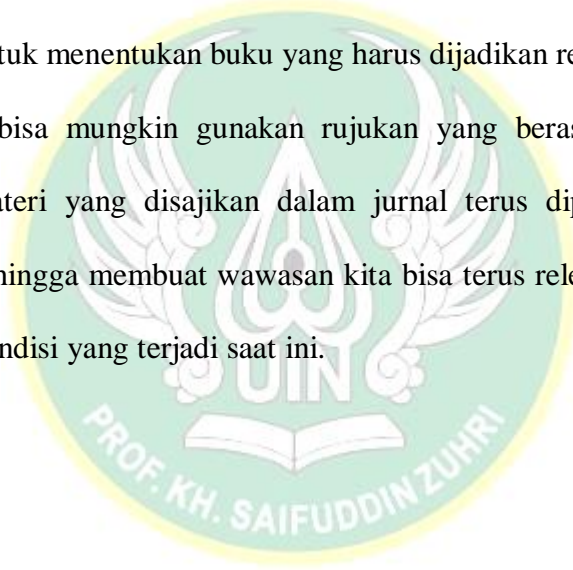 tuk menentukan buku yang harus dijadikan re
bisa mungkin gunakan rujukan yang beras
ateri yang disajikan dalam jurnal terus dip
hingga membuat wawasan kita bisa terus rele
ndisi yang terjadi saat ini.
UIN
PROF. KH. SAIFUDDIN ZUHRI